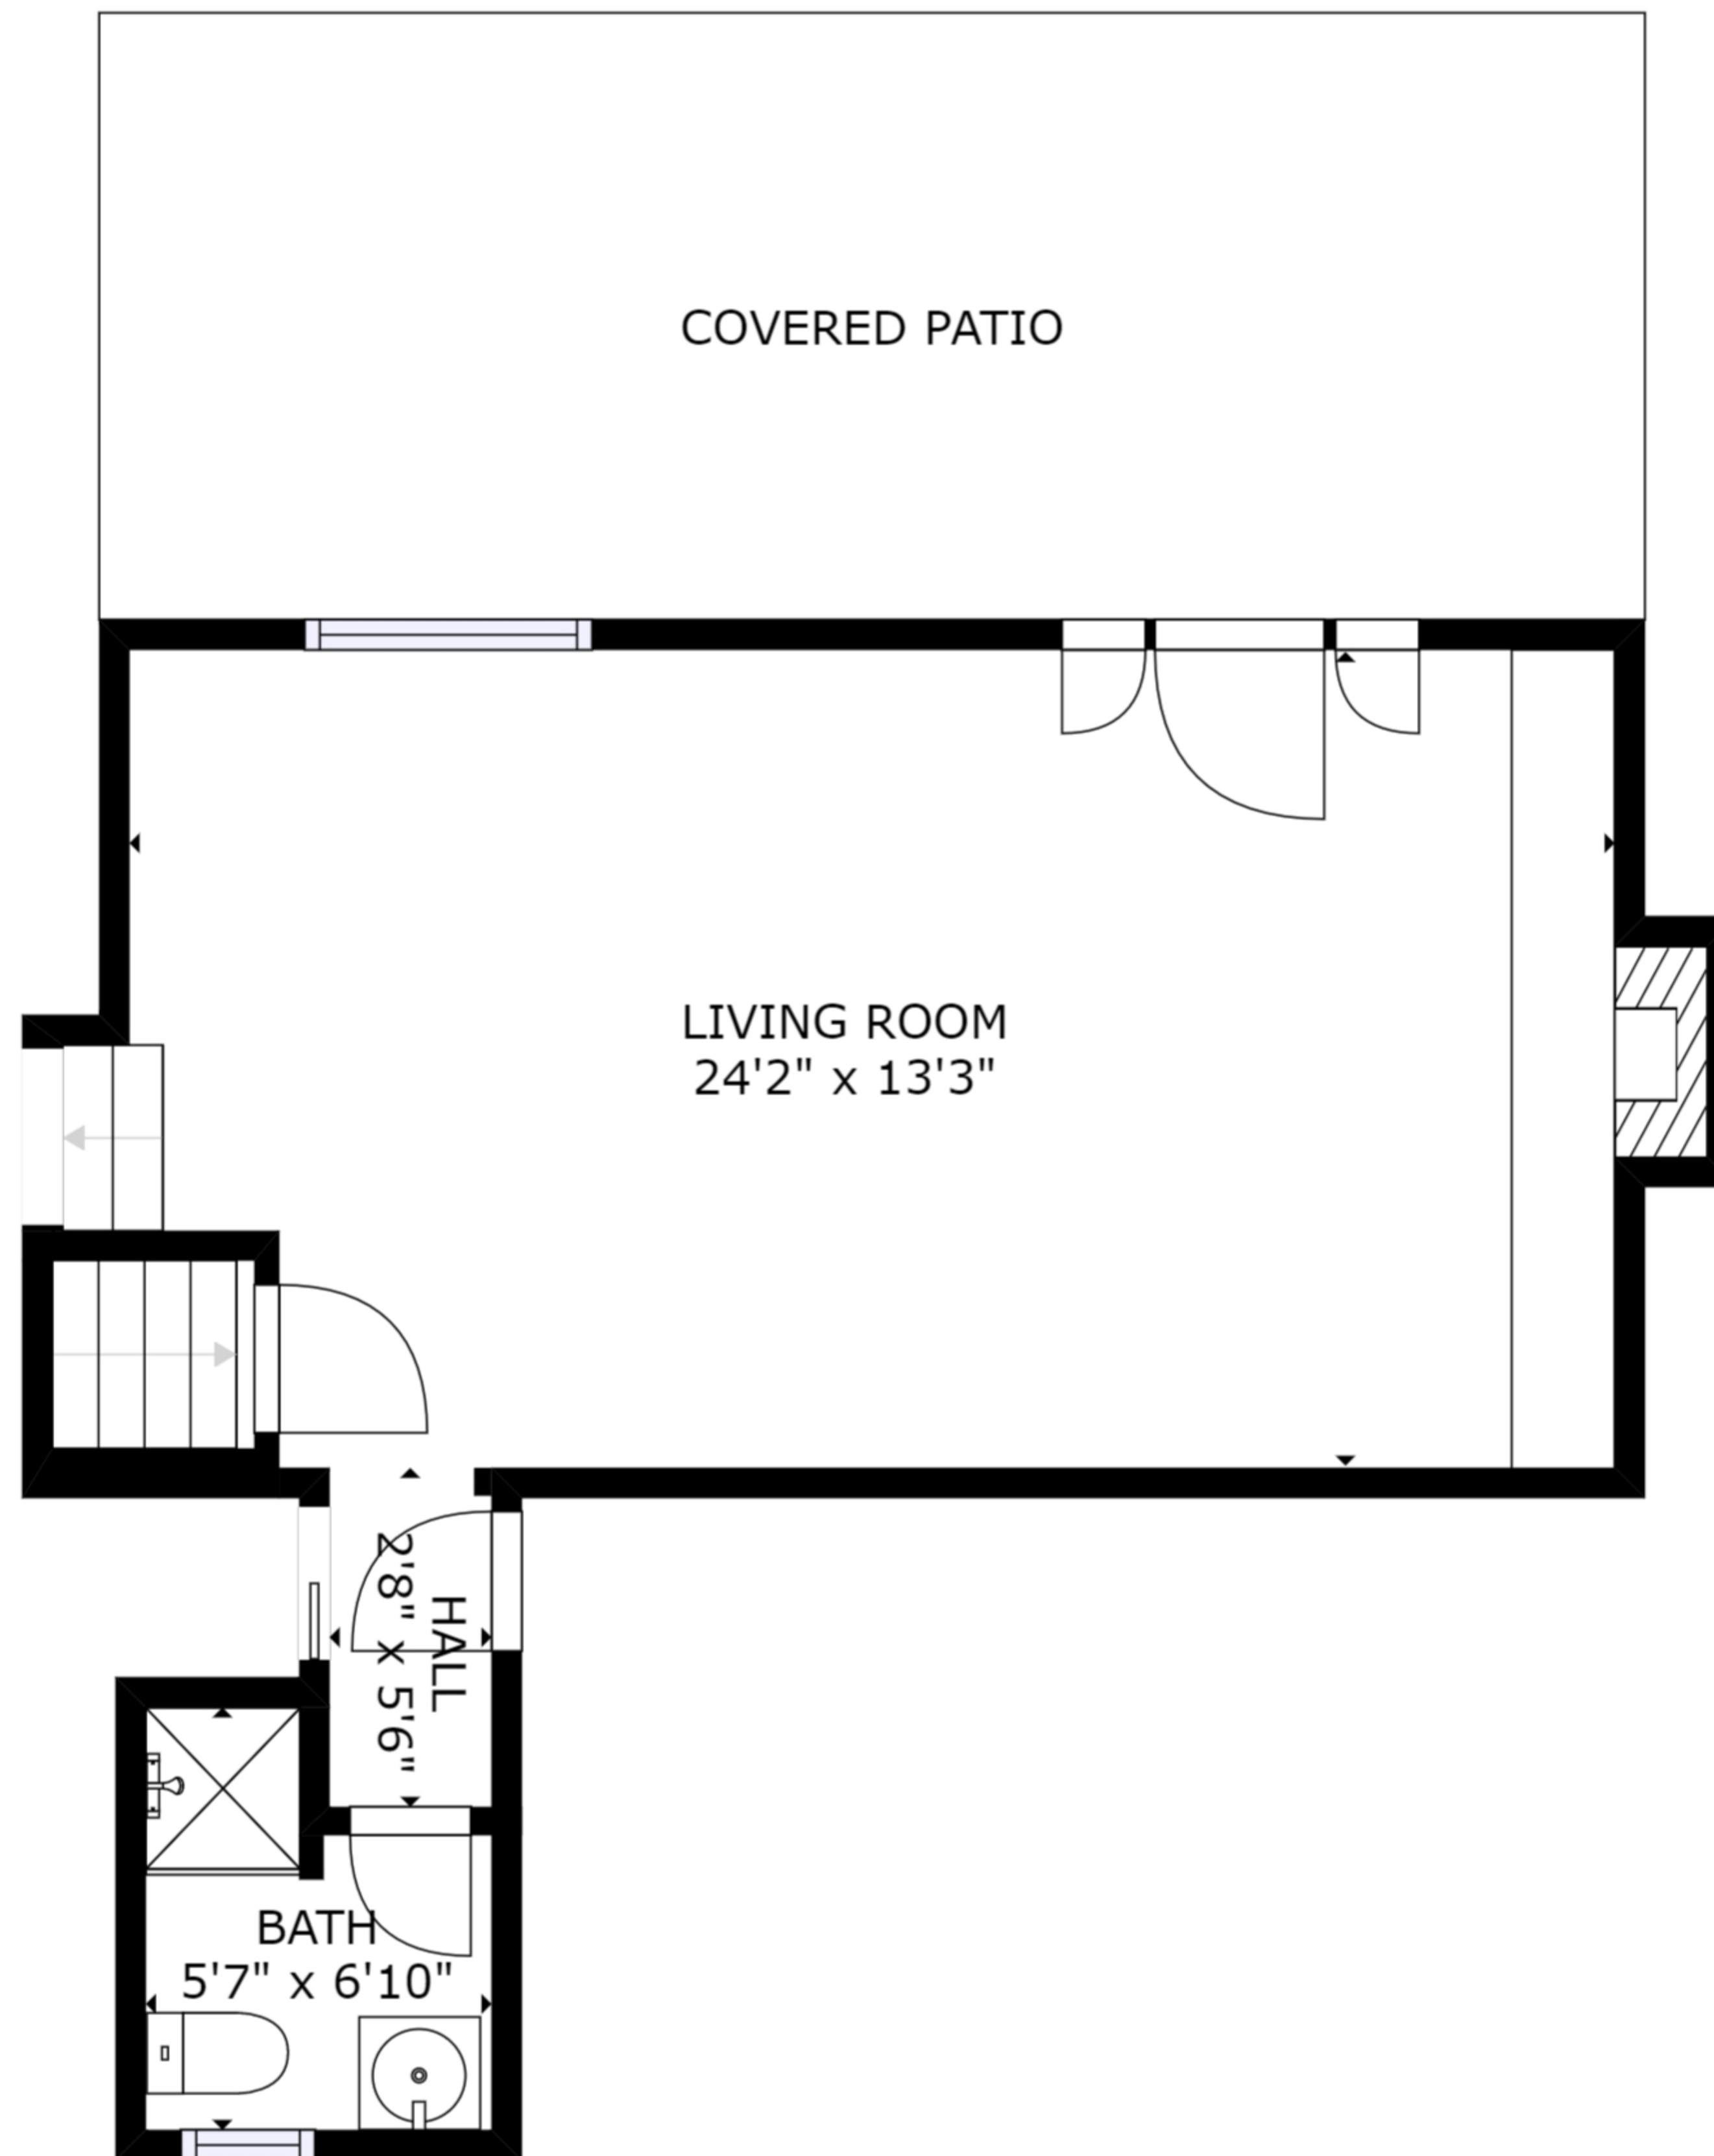 COVERED PATIO
LIVING ROOM
24'2" x 13'3"
HALL
2'8" x 5'6"
BATH
5'7" x 6'10"